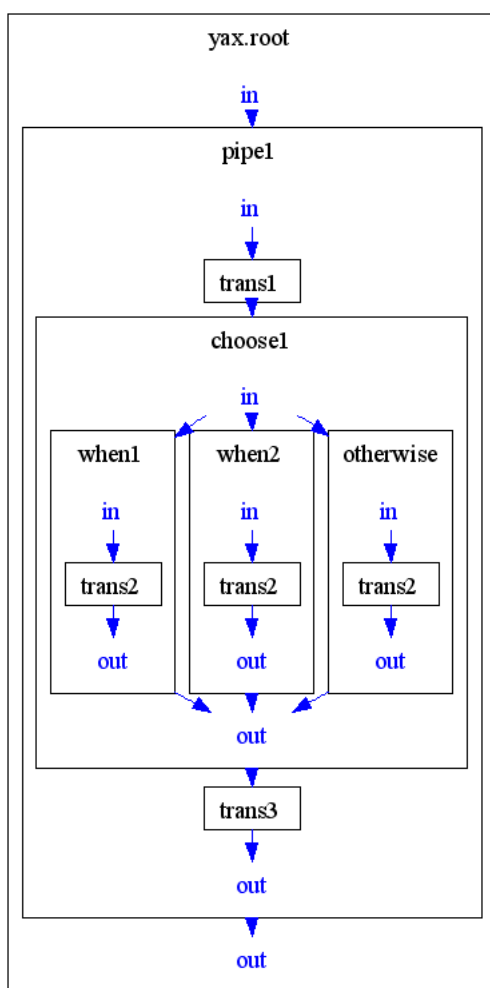 yax.root
in
pipe1
in
trans1
choose1
in
when1 when2 otherwise
in in in
trans2 trans2 trans2
out out out
out
trans3
out
out